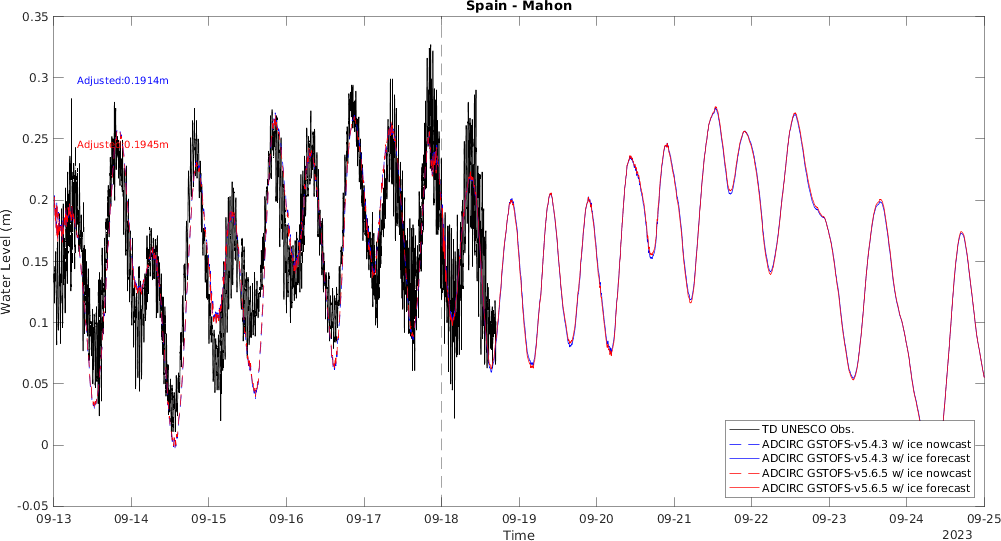 Spain - Mahon
0.35
0.3
0.25
0.2
0.15
0.1
0.05
0
-0.05
Water Level (m)
Adjusted:0.1914m
Adjusted:0.1945m
TD UNESCO Obs.
ADCIRC GSTOFS-v5.4.3 w/ ice nowcast
ADCIRC GSTOFS-v5.4.3 w/ ice forecast
ADCIRC GSTOFS-v5.6.5 w/ ice nowcast
ADCIRC GSTOFS-v5.6.5 w/ ice forecast
09-13 09-14 09-15 09-16 09-17 09-18 09-19 09-20 09-21 09-22 09-23 09-24 09-25
Time
2023